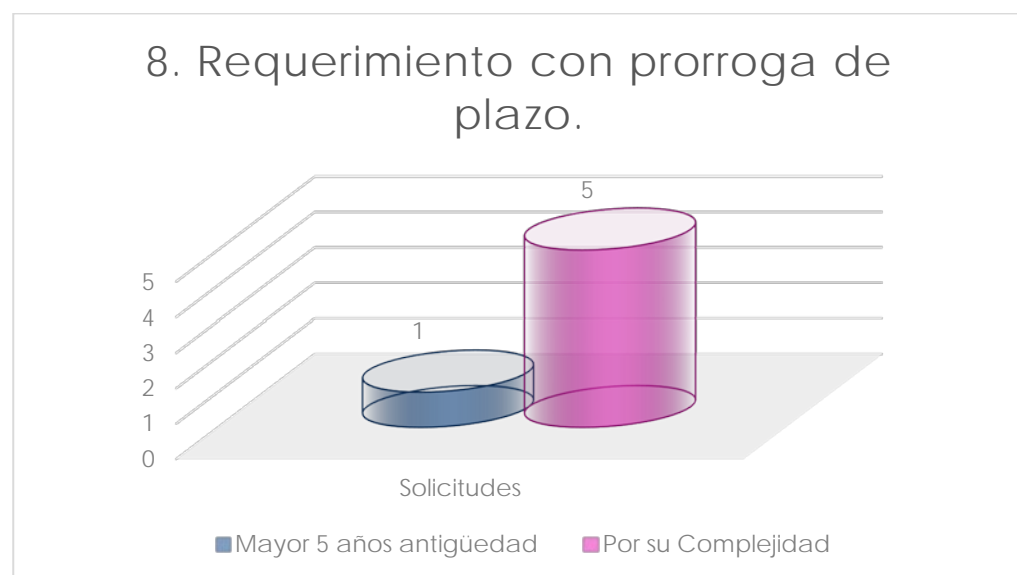 8. Requerimiento con prorroga de
plazo.
5
1
5
4
3
2
1
0
Solicitudes
Mayor 5 años antigüedad
Por su Complejidad